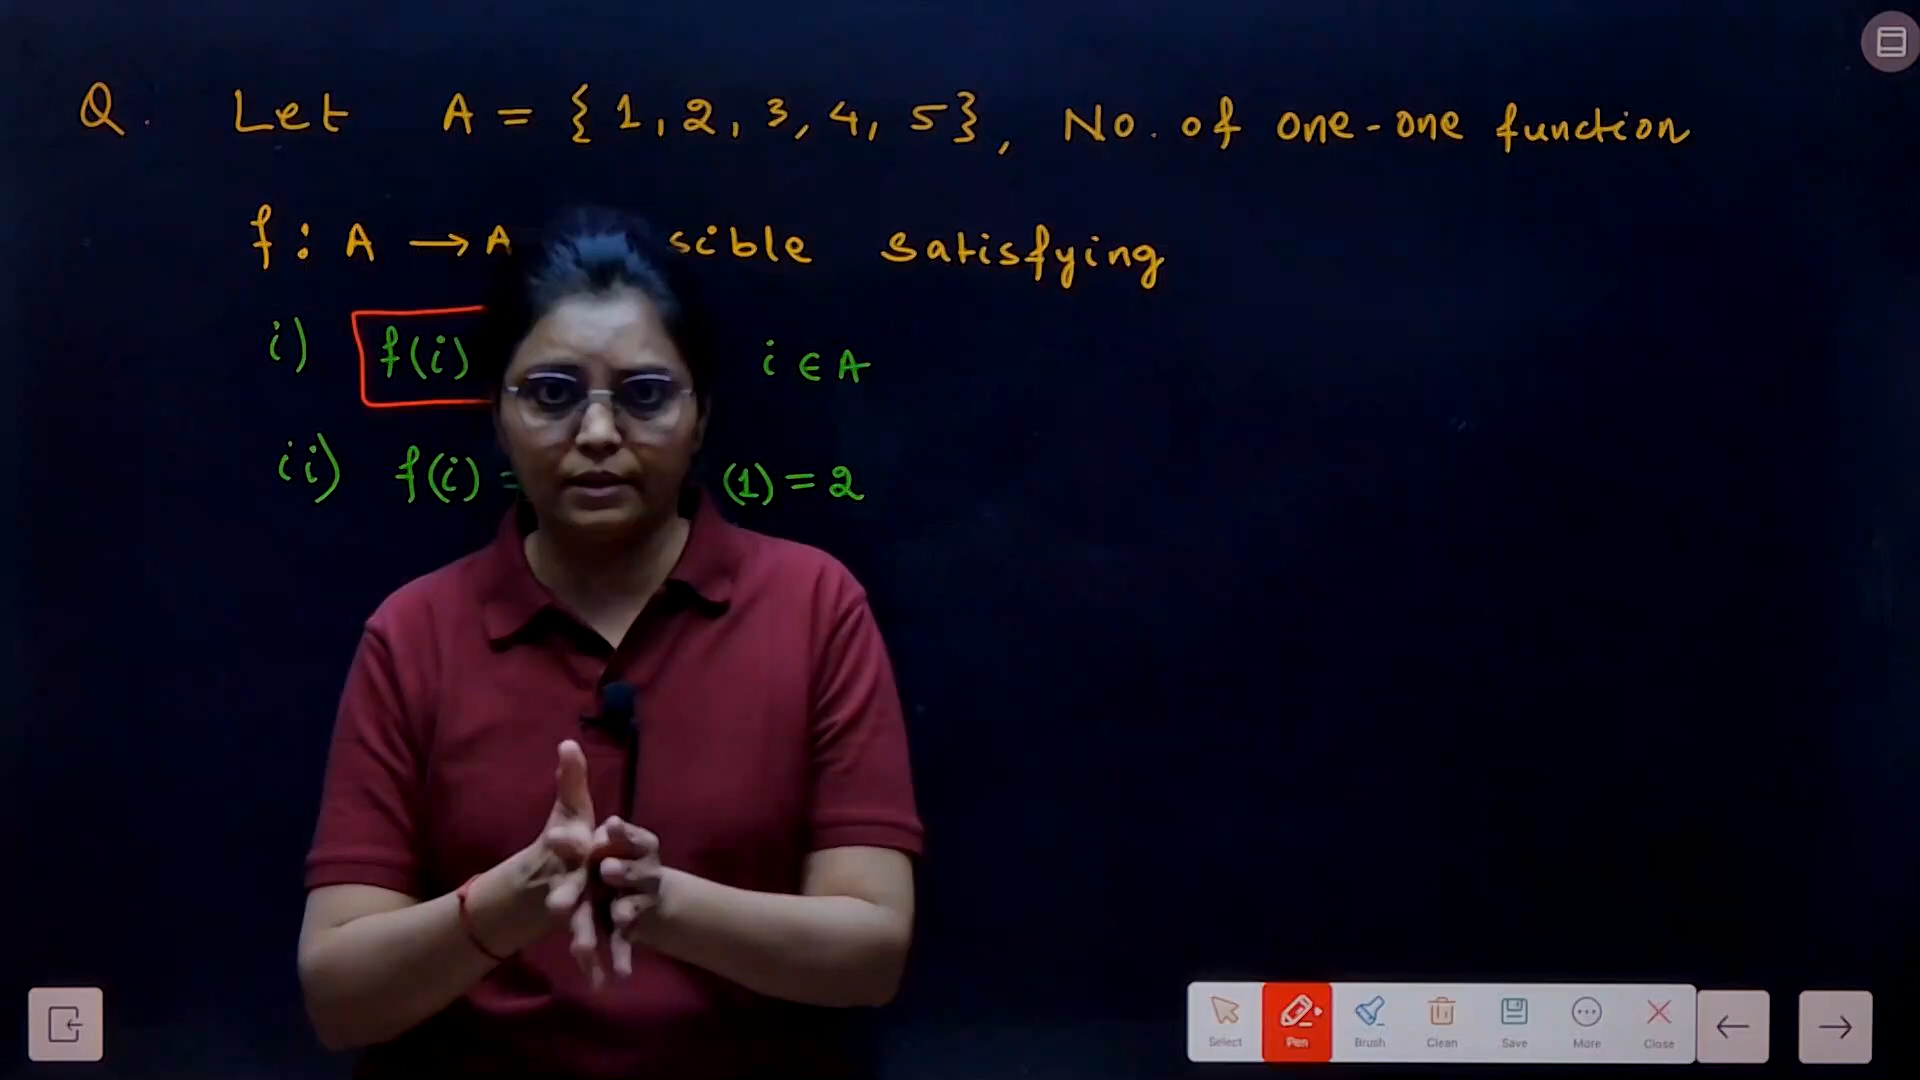 Q. Let A = {1, 2, 3, 4, 5}, No. of one-one function
f : A → A sible satisfying
i) f(i) i ∈ A
ii) f(i) = (1) = 2
Select Pen Brush Clean Save More Close